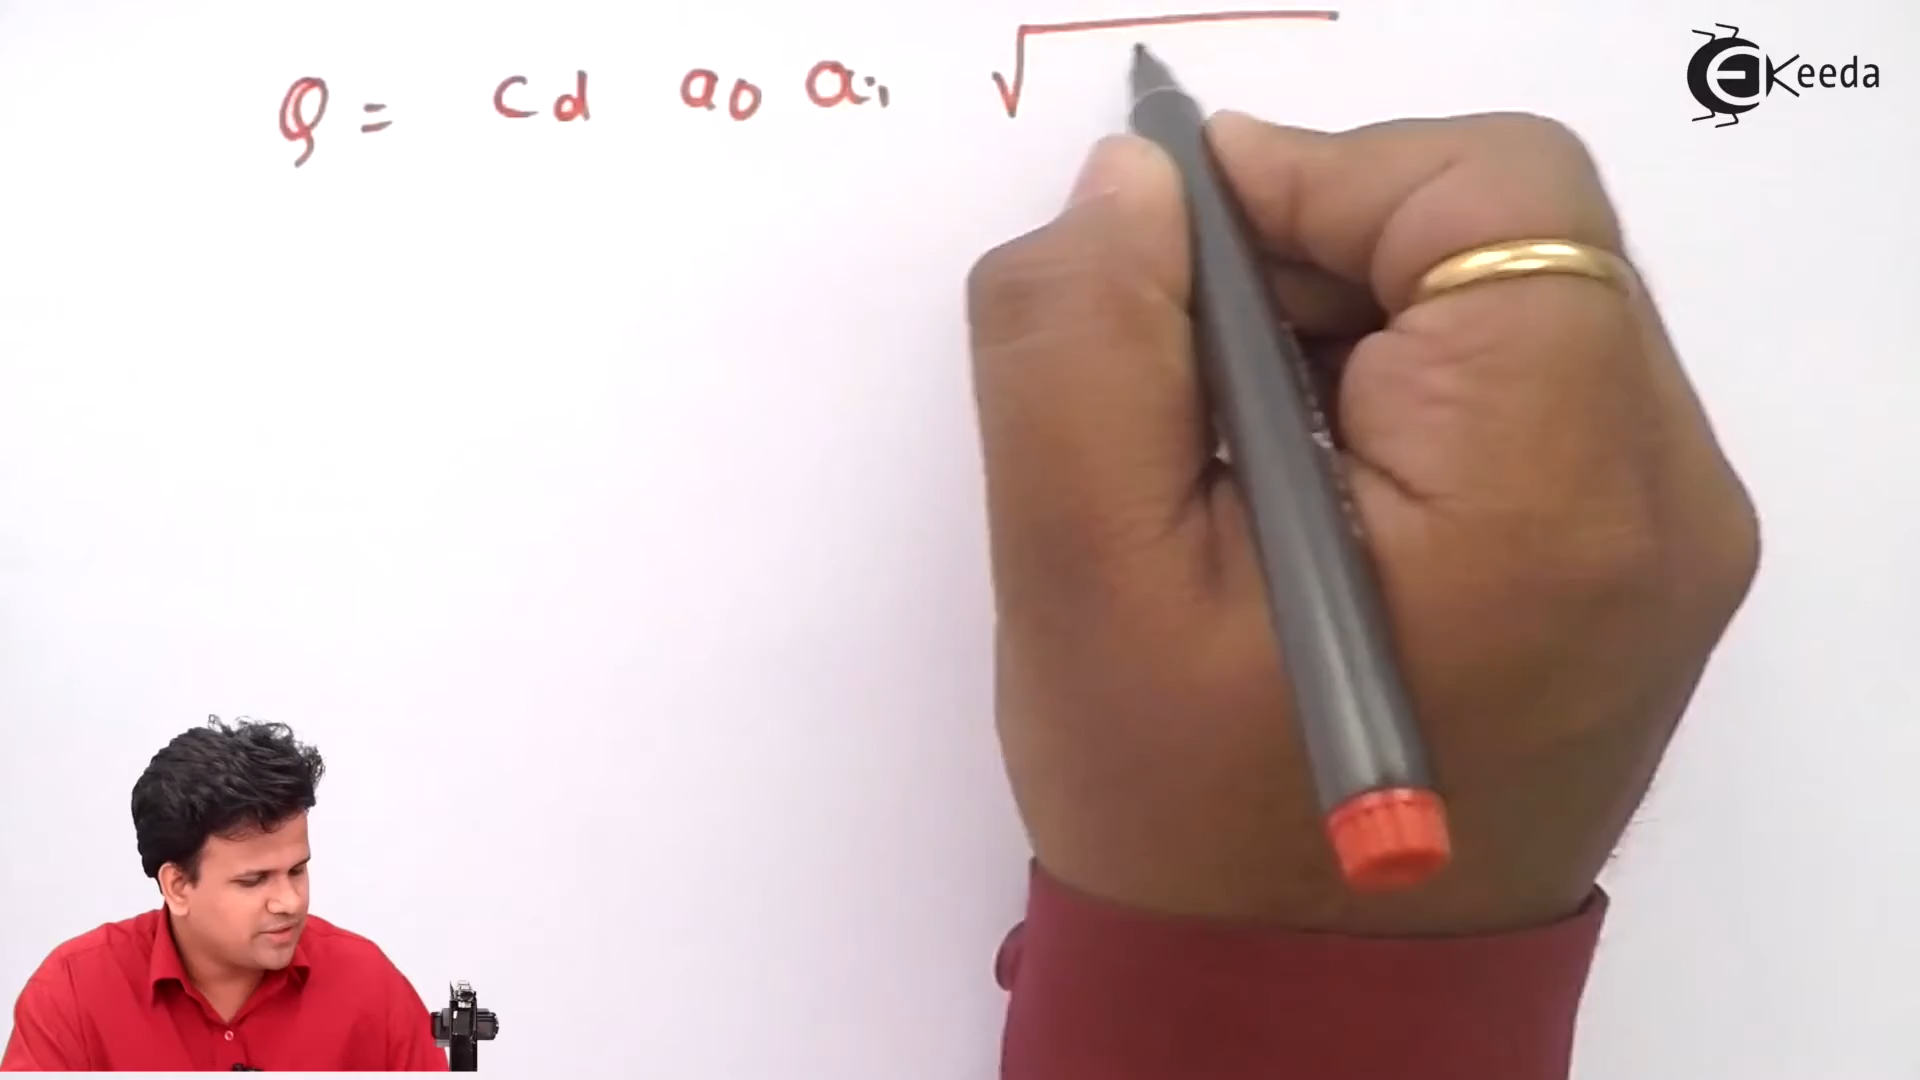 Q = cd a0 a1 √
EKeeda